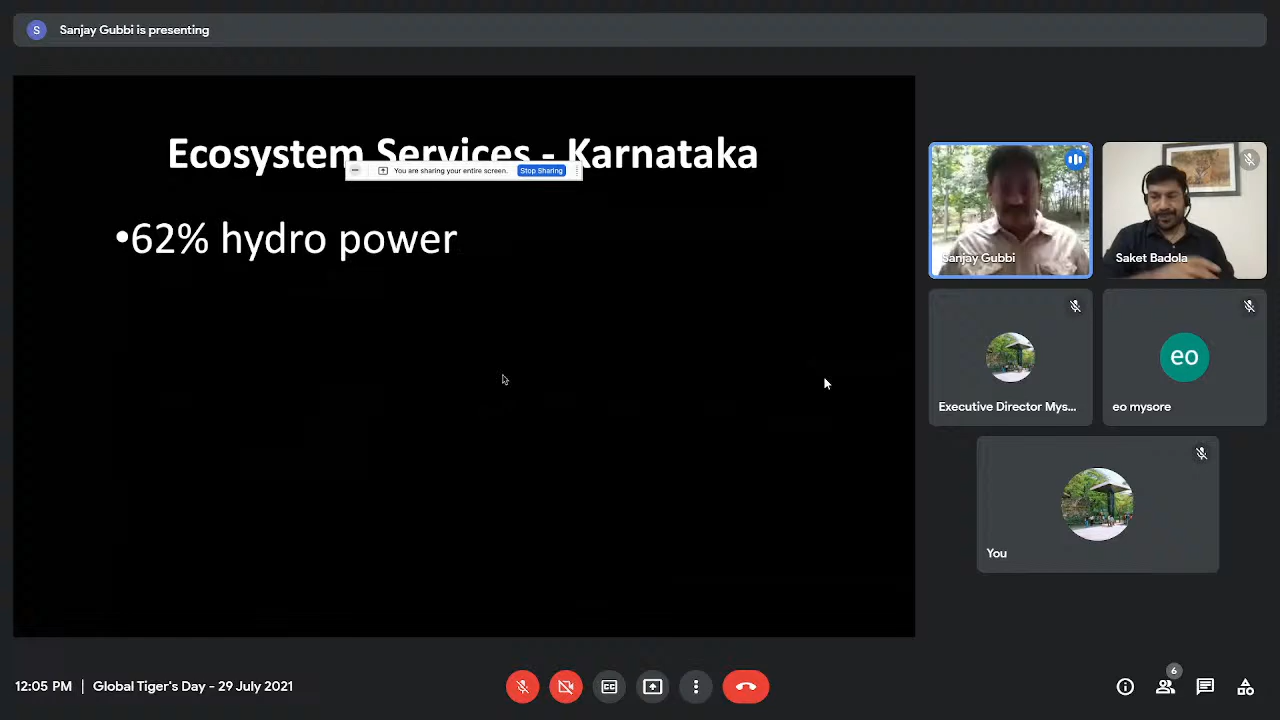 S
Sanjay Gubbi is presenting
Ecosystem Services - Karnataka
You are sharing your entire screen.
Stop Sharing
•62% hydro power
Sanjay Gubbi
Saket Badola
Executive Director Mys...
eo
eo mysore
You
12:05 PM | Global Tiger's Day - 29 July 2021
CC
6